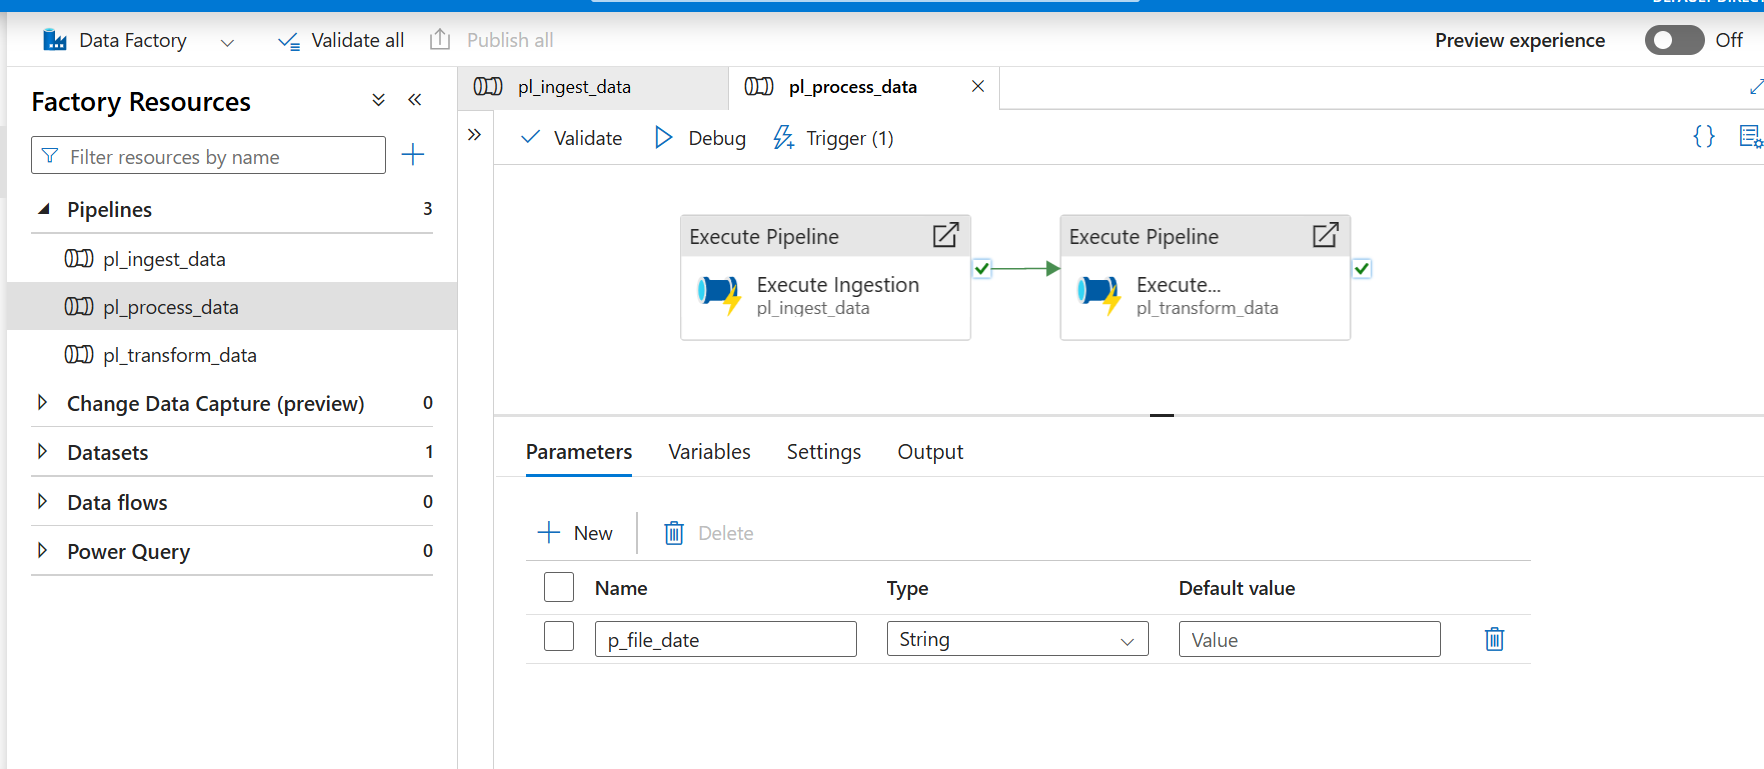 Data Factory
Validate all
Publish all
Preview experience
Off
Factory Resources
Filter resources by name
Pipelines 3
pl_ingest_data
pl_process_data
pl_transform_data
Change Data Capture (preview) 0
Datasets 1
Data flows 0
Power Query 0
pl_ingest_data
pl_process_data
Validate
Debug
Trigger (1)
{}
Execute Pipeline
Execute Ingestion
pl_ingest_data
Execute Pipeline
Execute...
pl_transform_data
Parameters Variables Settings Output
New
Delete
Name Type Default value
p_file_date String Value